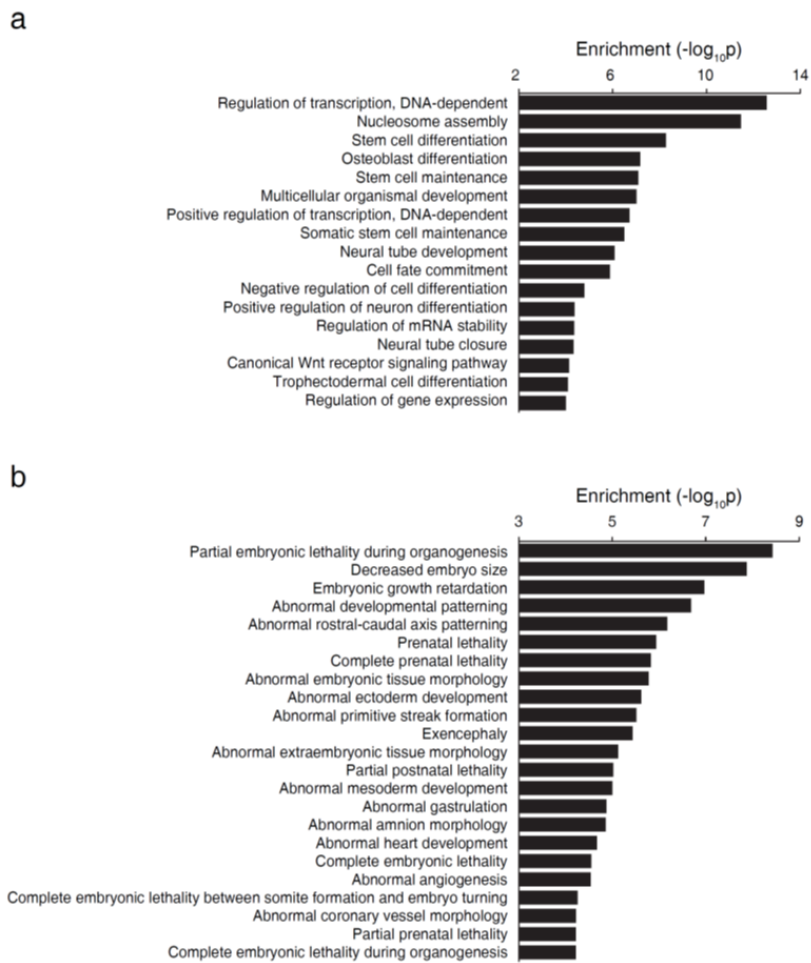 a
Enrichment (-log10p)
2 6 10 14
Regulation of transcription, DNA-dependent
Nucleosome assembly
Stem cell differentiation
Osteoblast differentiation
Stem cell maintenance
Multicellular organismal development
Positive regulation of transcription, DNA-dependent
Somatic stem cell maintenance
Neural tube development
Cell fate commitment
Negative regulation of cell differentiation
Positive regulation of neuron differentiation
Regulation of mRNA stability
Neural tube closure
Canonical Wnt receptor signaling pathway
Trophectodermal cell differentiation
Regulation of gene expression
b
Enrichment (-log10p)
3 5 7 9
Partial embryonic lethality during organogenesis
Decreased embryo size
Embryonic growth retardation
Abnormal developmental patterning
Abnormal rostral-caudal axis patterning
Prenatal lethality
Complete prenatal lethality
Abnormal embryonic tissue morphology
Abnormal ectoderm development
Abnormal primitive streak formation
Exencephaly
Abnormal extraembryonic tissue morphology
Partial postnatal lethality
Abnormal mesoderm development
Abnormal gastrulation
Abnormal amnion morphology
Abnormal heart development
Complete embryonic lethality
Abnormal angiogenesis
Complete embryonic lethality between somite formation and embryo turning
Abnormal coronary vessel morphology
Partial prenatal lethality
Complete embryonic lethality during organogenesis